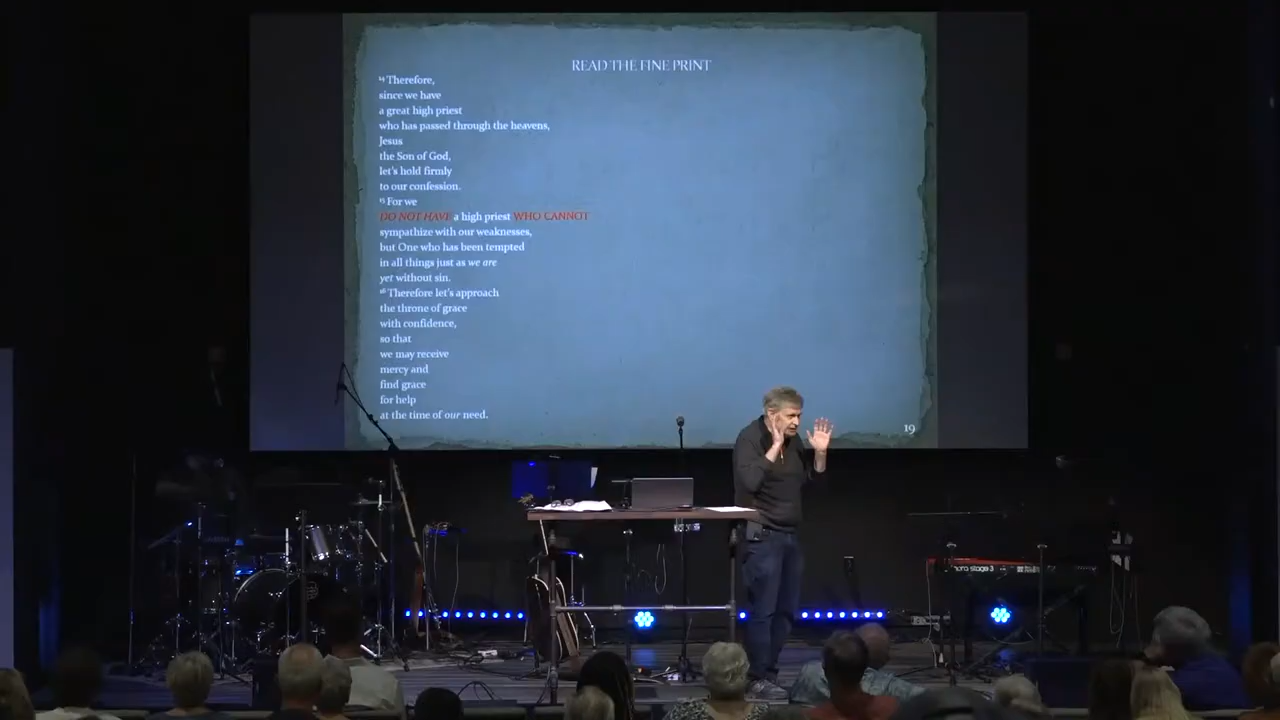 READ THE FINE PRINT
14 Therefore,
since we have
a great high priest
who has passed through the heavens,
Jesus
the Son of God,
let's hold firmly
to our confession.
15 For we
DO NOT HAVE a high priest WHO CANNOT
sympathize with our weaknesses,
but One who has been tempted
in all things just as we are
yet without sin.
16 Therefore let's approach
the throne of grace
with confidence,
so that
we may receive
mercy and
find grace
for help
at the time of our need.
19
stage 3